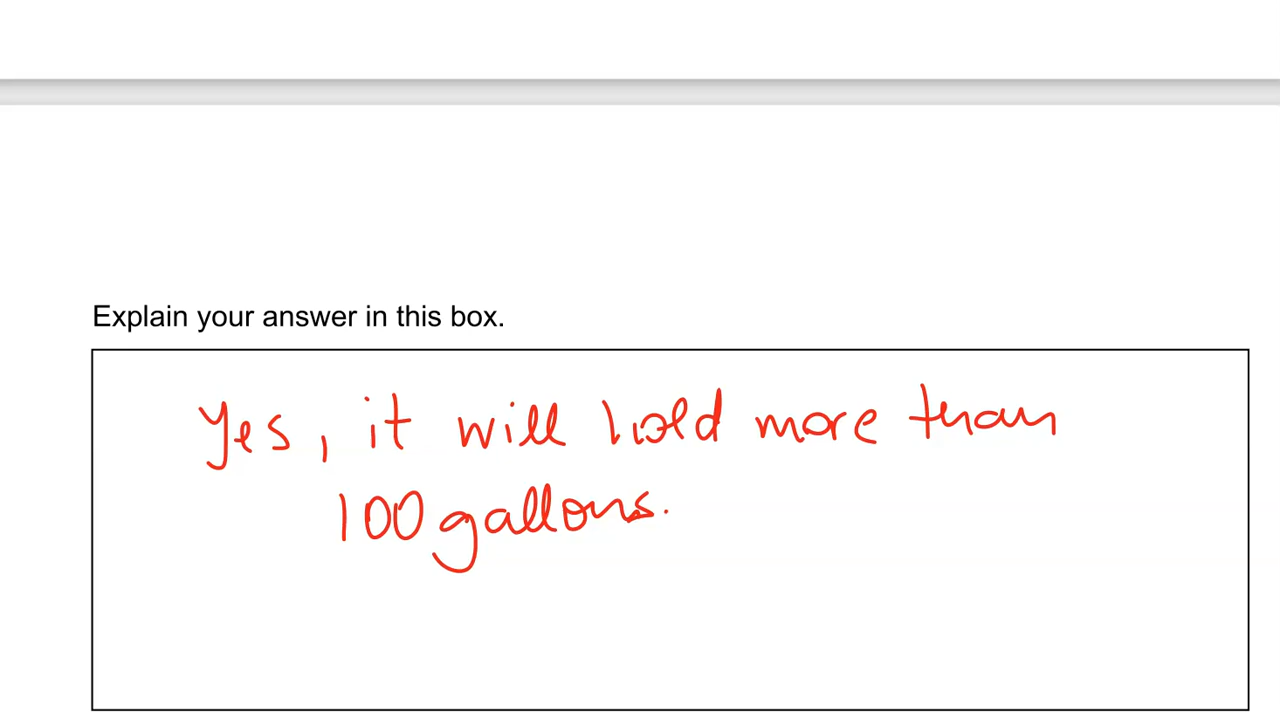 Explain your answer in this box.
Yes, it will hold more than
100 gallons.